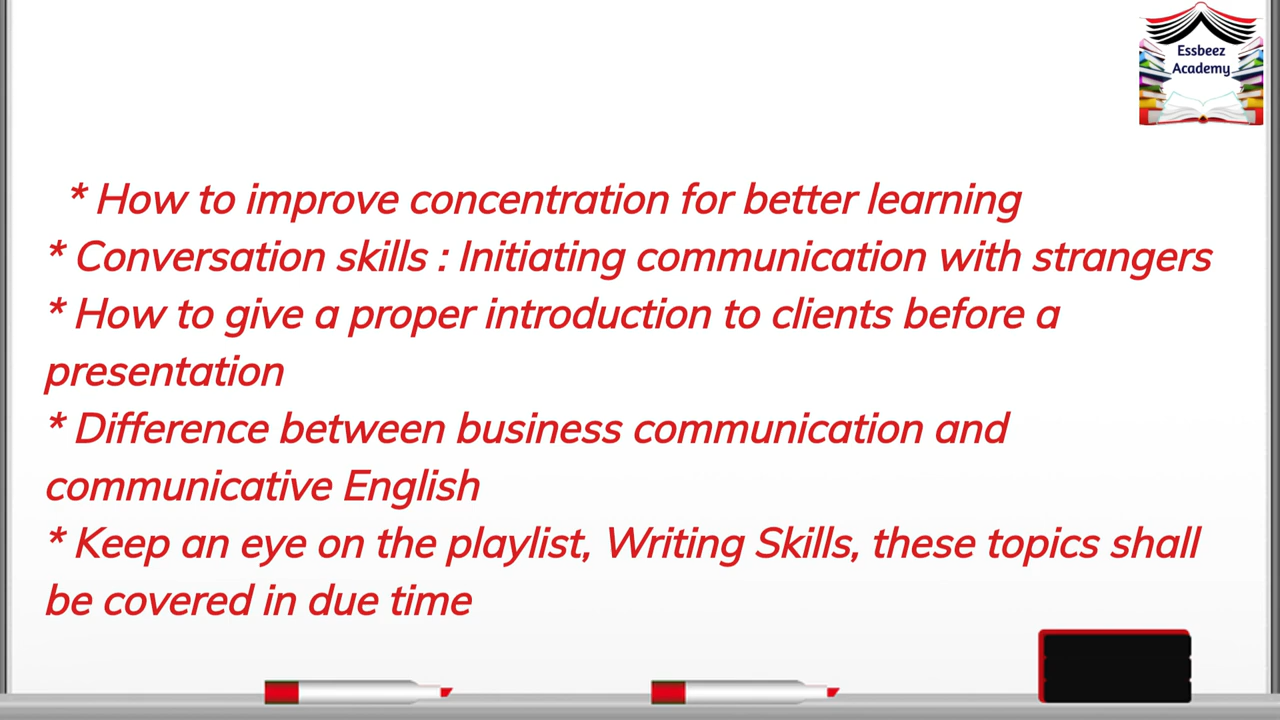 Essbeez
Academy
* How to improve concentration for better learning
* Conversation skills : Initiating communication with strangers
* How to give a proper introduction to clients before a
presentation
* Difference between business communication and
communicative English
* Keep an eye on the playlist, Writing Skills, these topics shall
be covered in due time